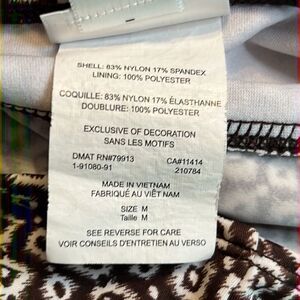 SHELL: 83% NYLON 17% SPANDEX
LINING: 100% POLYESTER
COQUILLE: 83% NYLON 17% ÉLASTHANNE
DOUBLURE: 100% POLYESTER
EXCLUSIVE OF DECORATION
SANS LES MOTIFS
DMAT RN#79913 CA#11414
1-91080-91 210784
MADE IN VIETNAM
FABRIQUÉ AU VIÊT NAM
SIZE M
Taille M
SEE REVERSE FOR CARE
VOIR CONSEILS D'ENTRETIEN AU VERSO